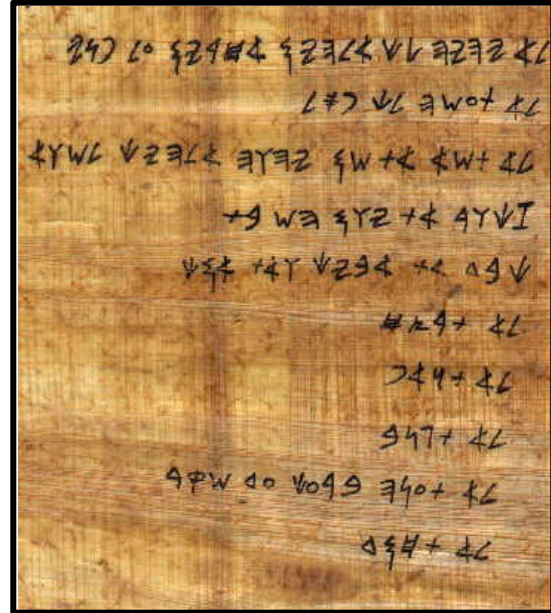 𐤋𐤀 𐤉𐤄𐤉𐤄 𐤋𐤊 𐤀𐤋𐤄𐤉𐤌 𐤀𐤇𐤓𐤉𐤌 𐤏𐤋 𐤐𐤍𐤉
𐤋𐤀 𐤕𐤏𐤔𐤄 𐤋𐤊 𐤐𐤎𐤋
𐤋𐤀 𐤕𐤔𐤀 𐤀𐤕 𐤔𐤌 𐤉𐤄𐤅𐤄 𐤀𐤋𐤄𐤉𐤊 𐤋𐤔𐤅𐤀
𐤆𐤊𐤅𐤓 𐤀𐤕 𐤉𐤅𐤌 𐤄𐤔𐤁𐤕
𐤊𐤁𐤃 𐤀𐤕 𐤀𐤁𐤉𐤊 𐤅𐤀𐤕 𐤀𐤌𐤊
𐤋𐤀 𐤕𐤓𐤑𐤇
𐤋𐤀 𐤕𐤍𐤀𐤐
𐤋𐤀 𐤕𐤂𐤍𐤁
𐤋𐤀 𐤕𐤏𐤍𐤄 𐤁𐤓𐤏𐤊 𐤏𐤃 𐤔𐤒𐤓
𐤋𐤀 𐤕𐤇𐤌𐤃